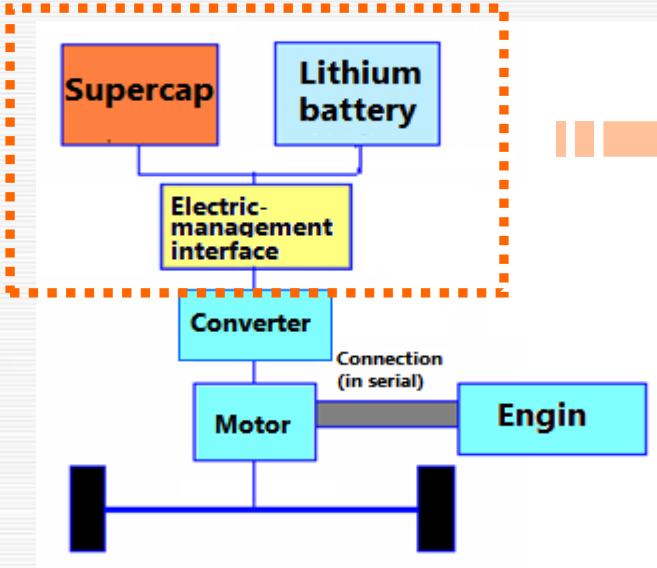 Supercap
Lithium
battery
Electric-
management
interface
Converter
Connection
(in serial)
Motor
Engin